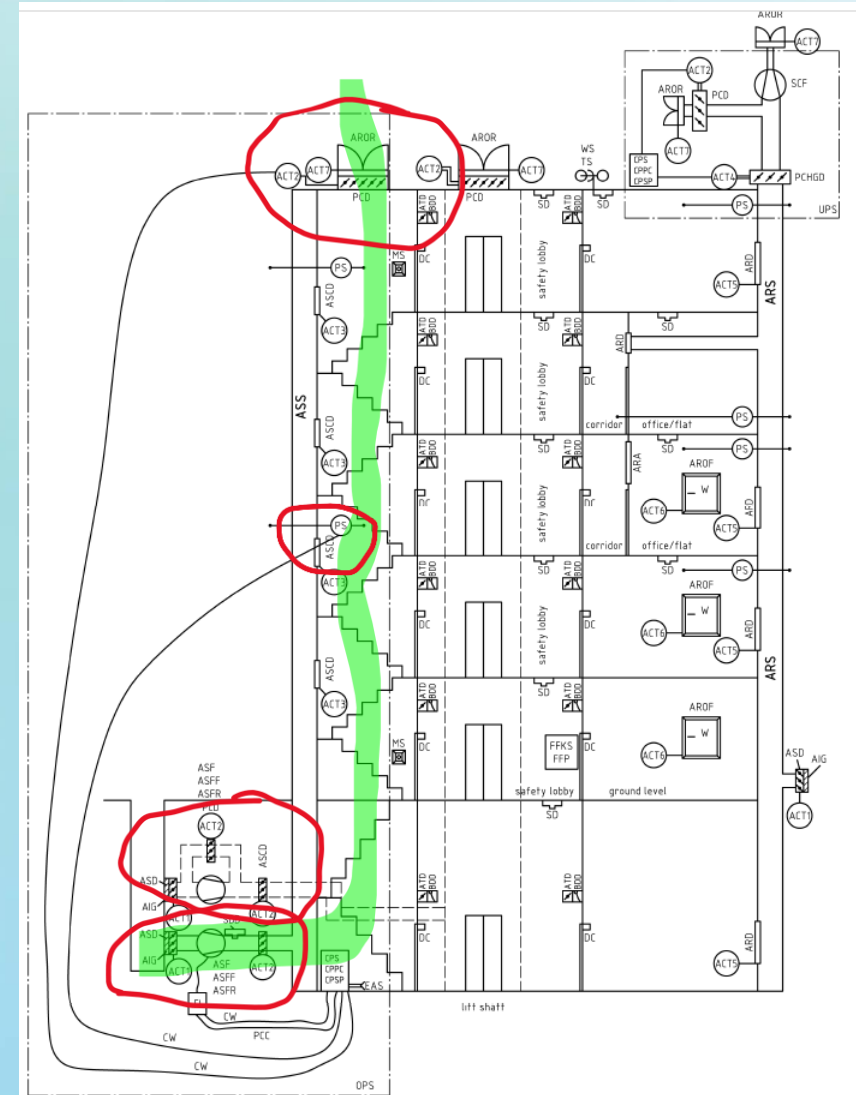 AROR
ACT7
ACT2
SCF
PCD
AROR
ACT7
CPS
CPPC
CPSP
ACT4
PCHGD
UPS
PS
AROR
ACT7
ACT2
PCD
AROR
ACT2
ACT7
PCD
WS
TS
SD
SD
ATD
BDD
DC
safety lobby
ATD
BDD
DC
MS
PS
ASCD
ACT3
ARD
ACT5
ARS
ATD
BDD
DC
safety lobby
SD
ATD
BDD
DC
SD
ARD
corridor
office/flat
PS
ASS
ASCD
ACT3
ATD
BDD
safety lobby
SD
ATD
BDD
ARA
SD
PS
AROF
W
ACT6
ACT5
corridor
office/flat
PS
ASCD
ACT3
ATD
BDD
DC
safety lobby
SD
ATD
BDD
DC
SD
PS
AROF
W
ACT6
ARD
ACT5
ARS
ASCD
ACT3
MS
ATD
BDD
DC
SD
ATD
BDD
DC
FFKS
FFP
AROF
W
ACT6
safety lobby
ground level
ASD
AIG
ACT1
ASF
ASFF
ASFR
ACT2
ASCD
SD
ASD
AIG
ACT1
ACT2
ATD
BDD
DC
ATD
BDD
DC
ARD
ACT5
ASD
AIG
ACT1
ASF
ASFF
ASFR
ACT2
CPS
CPPC
CPSP
EAS
CW
PCC
CW
CW
lift shaft
OPS